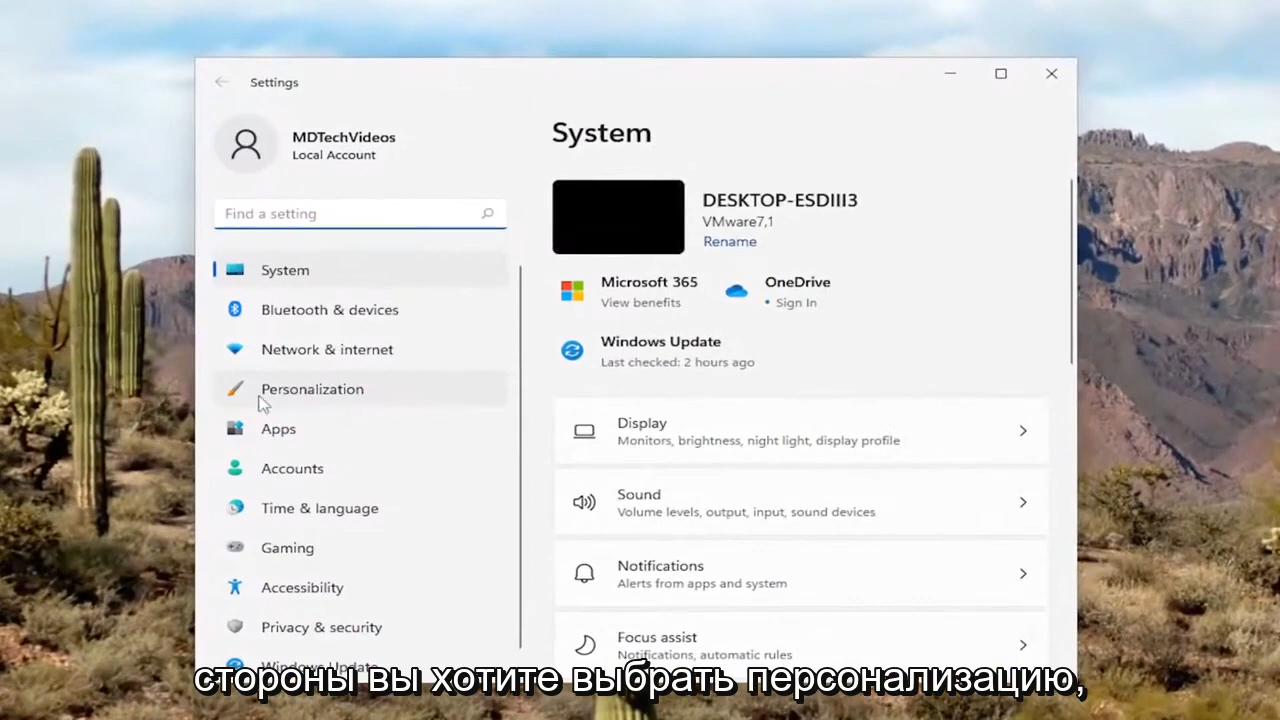 Settings
MDTechVideos
Local Account
Find a setting
System
Bluetooth & devices
Network & internet
Personalization
Apps
Accounts
Time & language
Gaming
Accessibility
Privacy & security
Windows Update
System
DESKTOP-ESDIII3
VMware7,1
Rename
Microsoft 365
View benefits
OneDrive
• Sign In
Windows Update
Last checked: 2 hours ago
Display
Monitors, brightness, night light, display profile
Sound
Volume levels, output, input, sound devices
Notifications
Alerts from apps and system
Focus assist
Notifications, automatic rules
стороны вы хотите выбрать персонализацию,